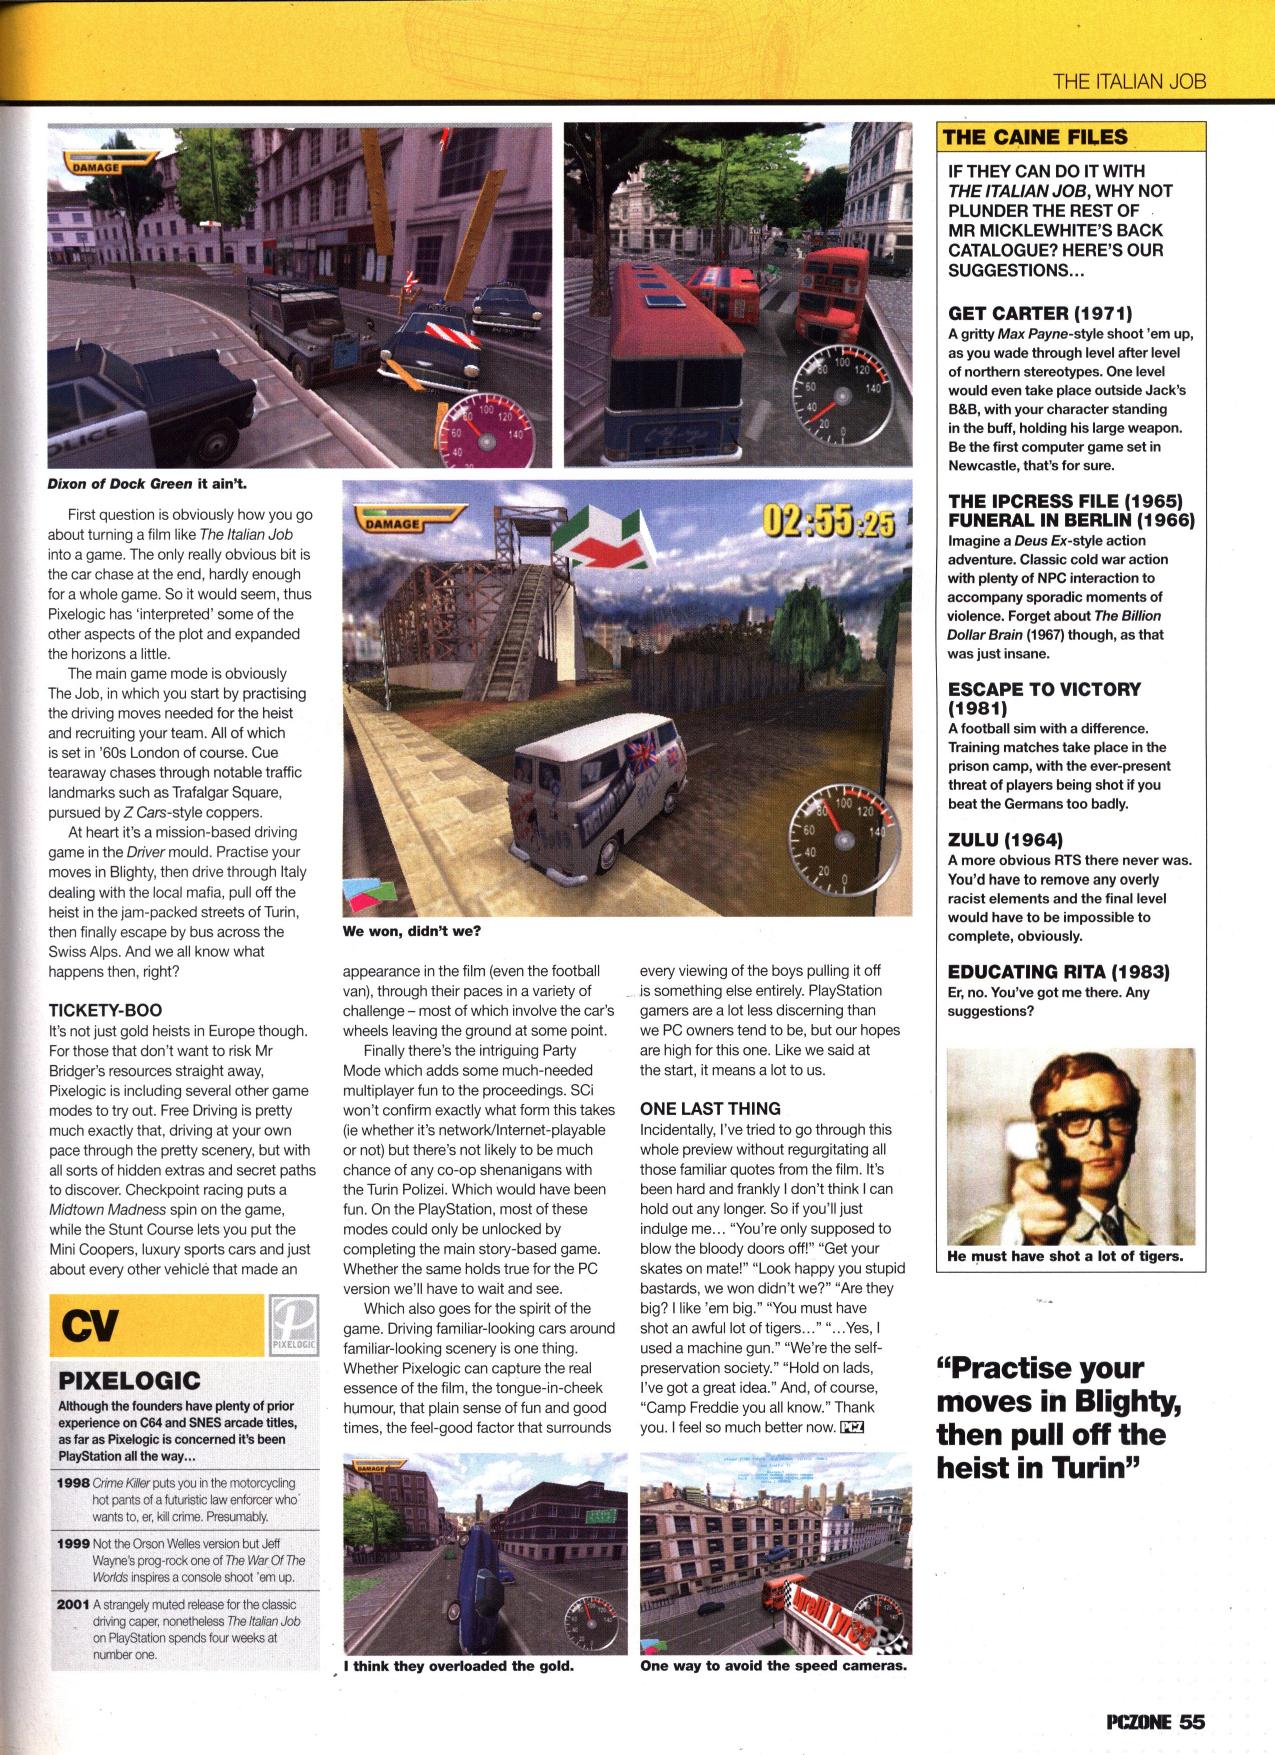 THE ITALIAN JOB
DAMAGE
Dixon of Dock Green it ain't.
First question is obviously how you go
about turning a film like The Italian Job
into a game. The only really obvious bit is
the car chase at the end, hardly enough
for a whole game. So it would seem, thus
Pixelogic has 'interpreted' some of the
other aspects of the plot and expanded
the horizons a little.
The main game mode is obviously
The Job, in which you start by practising
the driving moves needed for the heist
and recruiting your team. All of which
is set in '60s London of course. Cue
tearaway chases through notable traffic
landmarks such as Trafalgar Square,
pursued by Z Cars-style coppers.
At heart it's a mission-based driving
game in the Driver mould. Practise your
moves in Blighty, then drive through Italy
dealing with the local mafia, pull off the
heist in the jam-packed streets of Turin,
then finally escape by bus across the
Swiss Alps. And we all know what
happens then, right?
TICKETY-BOO
It's not just gold heists in Europe though.
For those that don't want to risk Mr
Bridger's resources straight away,
Pixelogic is including several other game
modes to try out. Free Driving is pretty
much exactly that, driving at your own
pace through the pretty scenery, but with
all sorts of hidden extras and secret paths
to discover. Checkpoint racing puts a
Midtown Madness spin on the game,
while the Stunt Course lets you put the
Mini Coopers, luxury sports cars and just
about every other vehicle that made an
DAMAGE
02:55:25
We won, didn't we?
appearance in the film (even the football
van), through their paces in a variety of
challenge – most of which involve the car's
wheels leaving the ground at some point.
Finally there's the intriguing Party
Mode which adds some much-needed
multiplayer fun to the proceedings. SCi
won't confirm exactly what form this takes
(ie whether it's network/Internet-playable
or not) but there's not likely to be much
chance of any co-op shenanigans with
the Turin Polizei. Which would have been
fun. On the PlayStation, most of these
modes could only be unlocked by
completing the main story-based game.
Whether the same holds true for the PC
version we'll have to wait and see.
Which also goes for the spirit of the
game. Driving familiar-looking cars around
familiar-looking scenery is one thing.
Whether Pixelogic can capture the real
essence of the film, the tongue-in-cheek
humour, that plain sense of fun and good
times, the feel-good factor that surrounds
every viewing of the boys pulling it off
is something else entirely. PlayStation
gamers are a lot less discerning than
we PC owners tend to be, but our hopes
are high for this one. Like we said at
the start, it means a lot to us.
ONE LAST THING
Incidentally, I've tried to go through this
whole preview without regurgitating all
those familiar quotes from the film. It's
been hard and frankly I don't think I can
hold out any longer. So if you'll just
indulge me… "You're only supposed to
blow the bloody doors off!" "Get your
skates on mate!" "Look happy you stupid
bastards, we won didn't we?" "Are they
big? I like 'em big." "You must have
shot an awful lot of tigers…" "…Yes, I
used a machine gun." "We're the self-
preservation society." "Hold on lads,
I've got a great idea." And, of course,
"Camp Freddie you all know." Thank
you. I feel so much better now. PCZ
CV
PIXELOGIC
PIXELOGIC
Although the founders have plenty of prior
experience on C64 and SNES arcade titles,
as far as Pixelogic is concerned it's been
PlayStation all the way…
1998 Crime Killer puts you in the motorcycling
hot pants of a futuristic law enforcer who
wants to, er, kill crime. Presumably.
1999 Not the Orson Welles version but Jeff
Wayne's prog-rock one of The War Of The
Worlds inspires a console shoot 'em up.
2001 A strangely muted release for the classic
driving caper, nonetheless The Italian Job
on PlayStation spends four weeks at
number one.
DAMAGE
I think they overloaded the gold.
One way to avoid the speed cameras.
THE CAINE FILES
IF THEY CAN DO IT WITH
THE ITALIAN JOB, WHY NOT
PLUNDER THE REST OF
MR MICKLEWHITE'S BACK
CATALOGUE? HERE'S OUR
SUGGESTIONS…
GET CARTER (1971)
A gritty Max Payne-style shoot 'em up,
as you wade through level after level
of northern stereotypes. One level
would even take place outside Jack's
B&B, with your character standing
in the buff, holding his large weapon.
Be the first computer game set in
Newcastle, that's for sure.
THE IPCRESS FILE (1965)
FUNERAL IN BERLIN (1966)
Imagine a Deus Ex-style action
adventure. Classic cold war action
with plenty of NPC interaction to
accompany sporadic moments of
violence. Forget about The Billion
Dollar Brain (1967) though, as that
was just insane.
ESCAPE TO VICTORY
(1981)
A football sim with a difference.
Training matches take place in the
prison camp, with the ever-present
threat of players being shot if you
beat the Germans too badly.
ZULU (1964)
A more obvious RTS there never was.
You'd have to remove any overly
racist elements and the final level
would have to be impossible to
complete, obviously.
EDUCATING RITA (1983)
Er, no. You've got me there. Any
suggestions?
He must have shot a lot of tigers.
"Practise your
moves in Blighty,
then pull off the
heist in Turin"
PCZONE 55